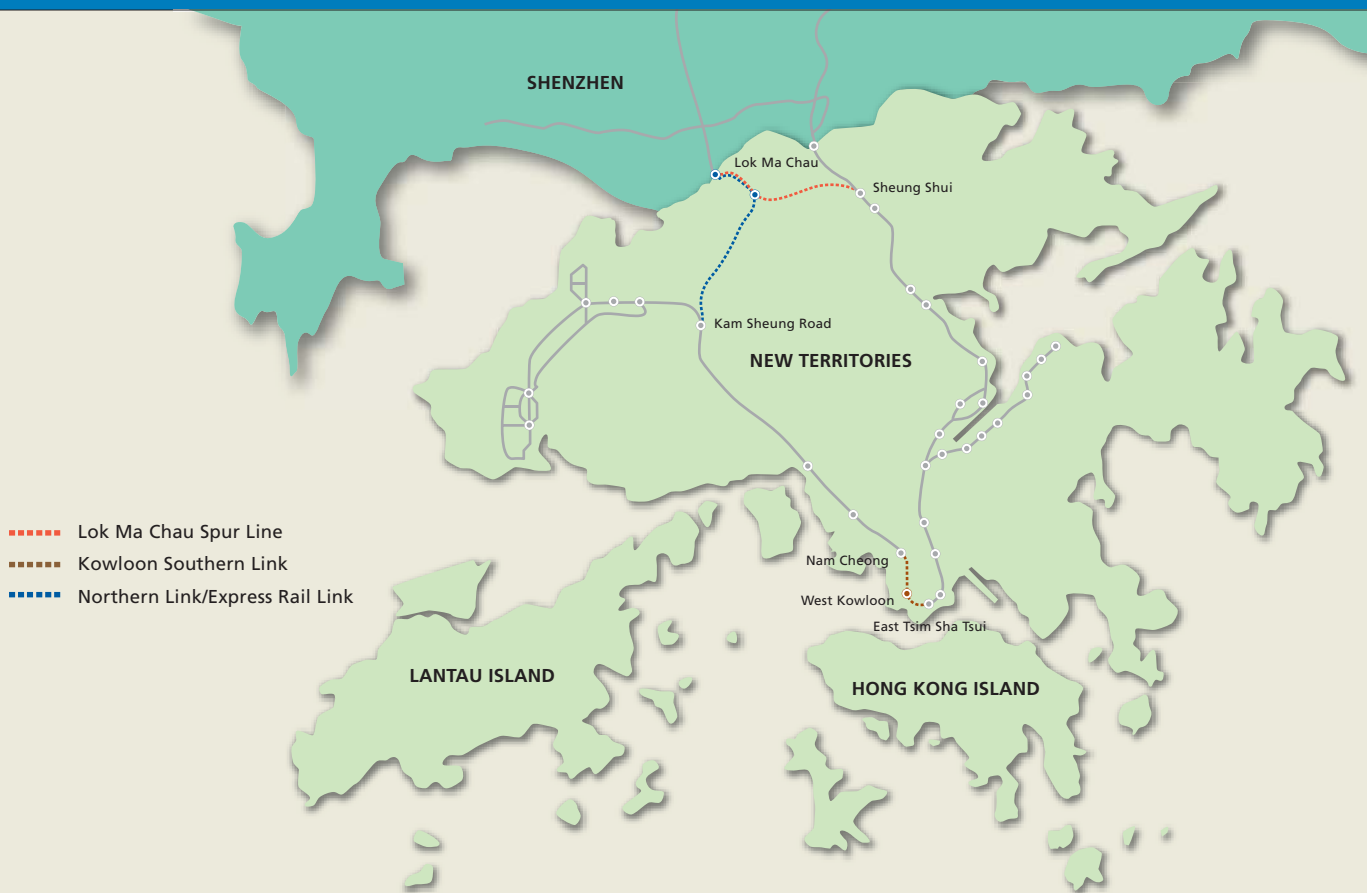 SHENZHEN
Lok Ma Chau
Sheung Shui
Kam Sheung Road
NEW TERRITORIES
Lok Ma Chau Spur Line
Kowloon Southern Link
Northern Link/Express Rail Link
Nam Cheong
West Kowloon
East Tsim Sha Tsui
LANTAU ISLAND
HONG KONG ISLAND